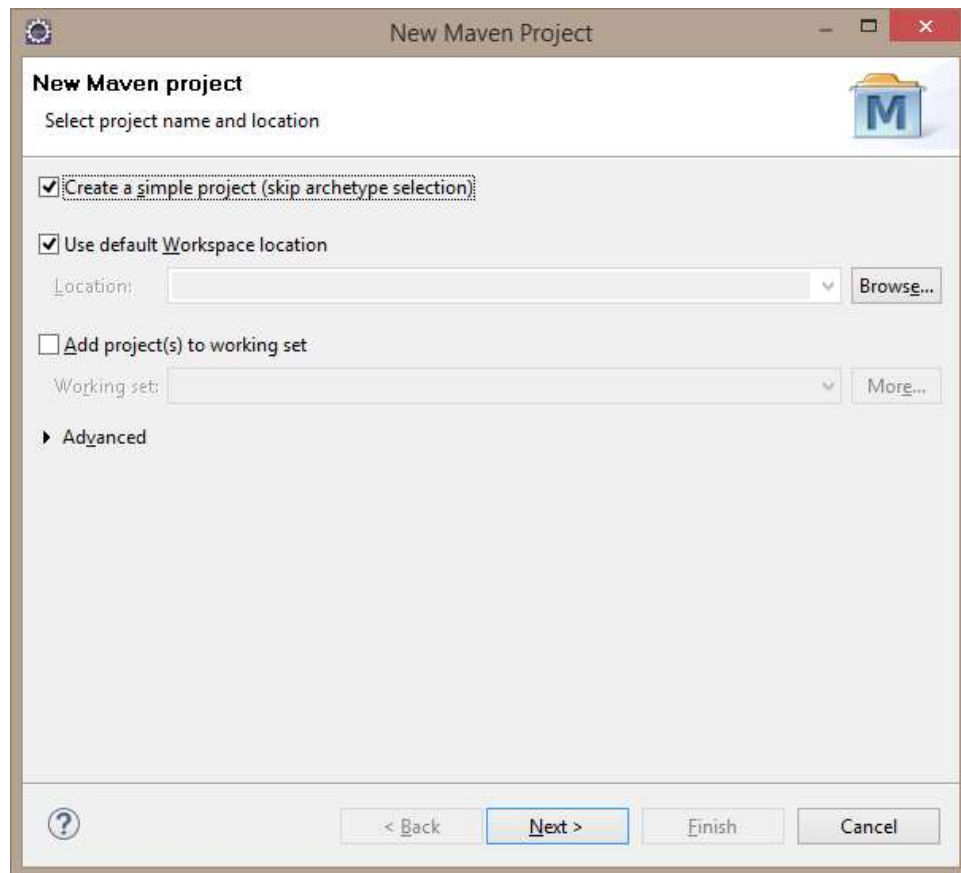 New Maven Project
New Maven project
Select project name and location
M
Create a simple project (skip archetype selection)
Use default Workspace location
Location:
Browse...
Add project(s) to working set
Working set:
More...
Advanced
?
< Back
Next >
Finish
Cancel